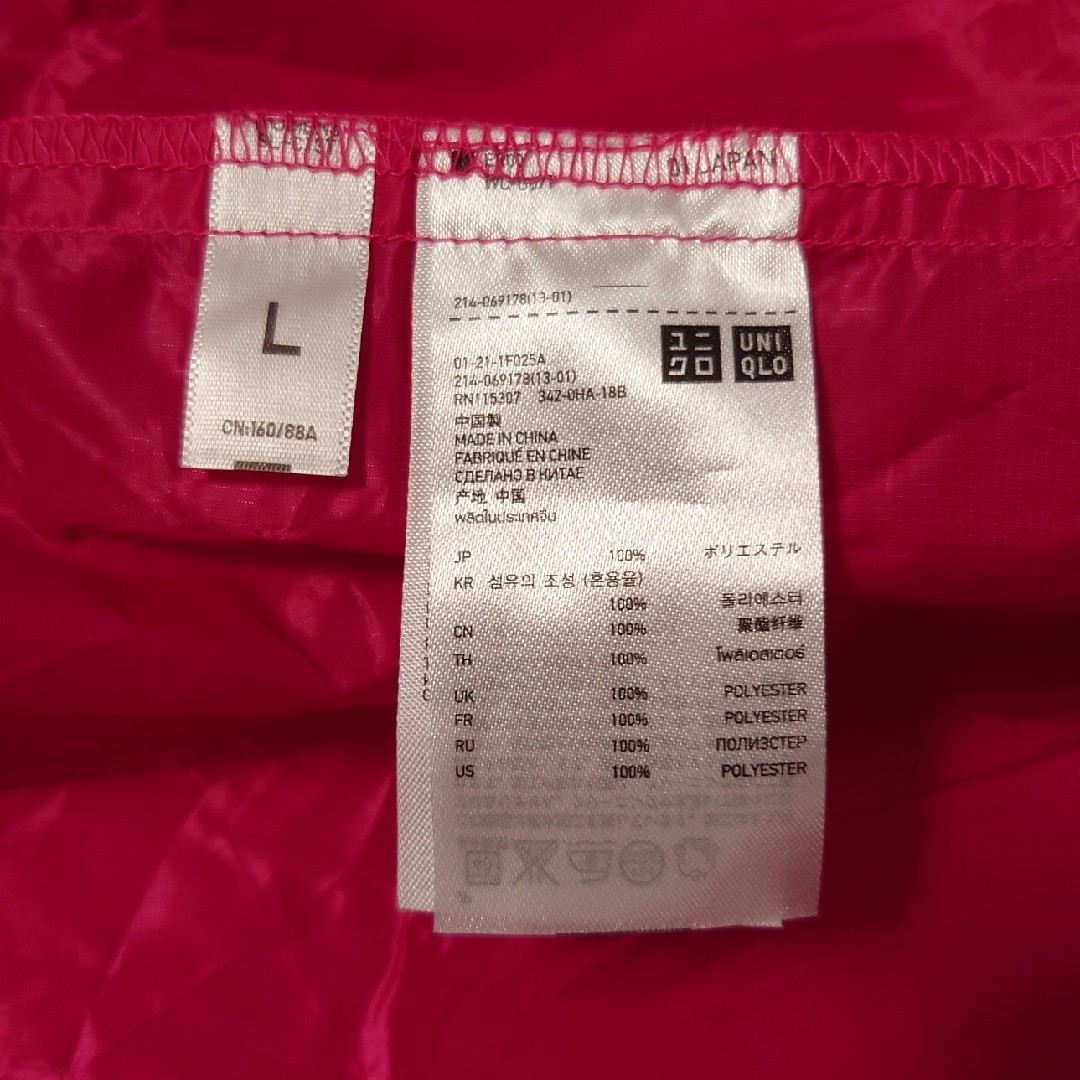 L
CN:160/88A
01 JAPAN
214-069178(13-01)
ユニ
クロ
UNI
QLO
01-21-1F025A
214-069178(13-01)
RN115307 342-0HA-18B
中国製
MADE IN CHINA
FABRIQUÉ EN CHINE
СДЕЛАНО В КИТАЕ
产地 中国
ผลิตในประเทศจีน
JP 100% ポリエステル
KR 섬유의 조성 (혼용율)
100% 폴리에스터
CN 100% 聚酯纤维
TH 100% โพลีเอสเตอร์
UK 100% POLYESTER
FR 100% POLYESTER
RU 100% ПОЛИЭСТЕР
US 100% POLYESTER